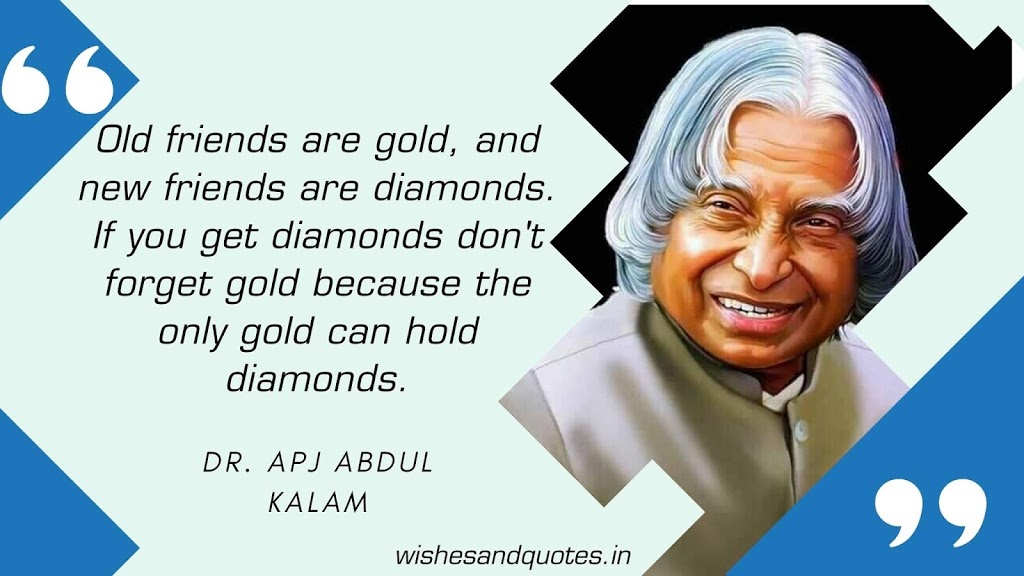 Old friends are gold, and
new friends are diamonds.
If you get diamonds don't
forget gold because the
only gold can hold
diamonds.
DR. APJ ABDUL
KALAM
wishesandquotes.in